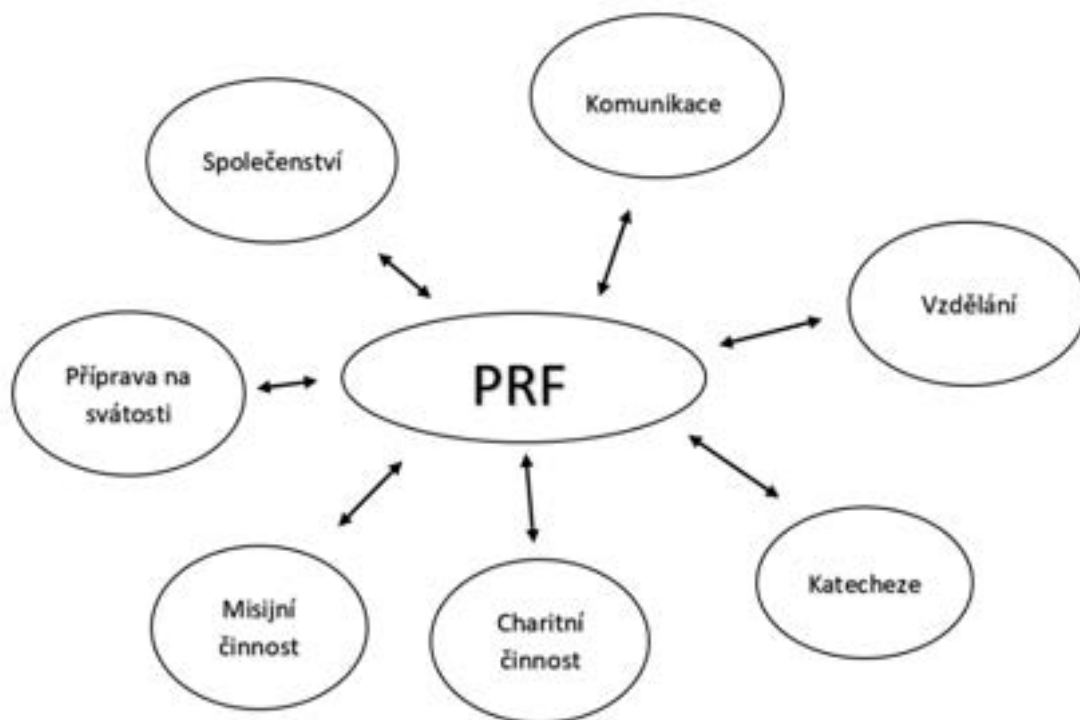 Komunikace
Společenství
Vzdělání
Příprava na
svátosti
PRF
Katecheze
Misijní
činnost
Charitní
činnost